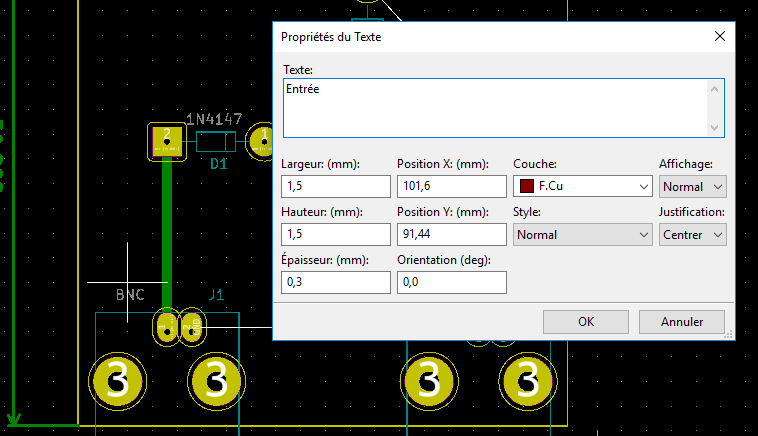 Propriétés du Texte
Texte:
Entrée
Largeur: (mm):
Position X: (mm):
Couche:
Affichage:
1,5
101,6
F.Cu
Normal
Hauteur: (mm):
Position Y: (mm):
Style:
Justification:
1,5
91,44
Normal
Centrer
Épaisseur: (mm):
Orientation (deg):
0,3
0,0
OK
Annuler
1N4147
2
1
D1
BNC
J1
1
2
3
3
3
3